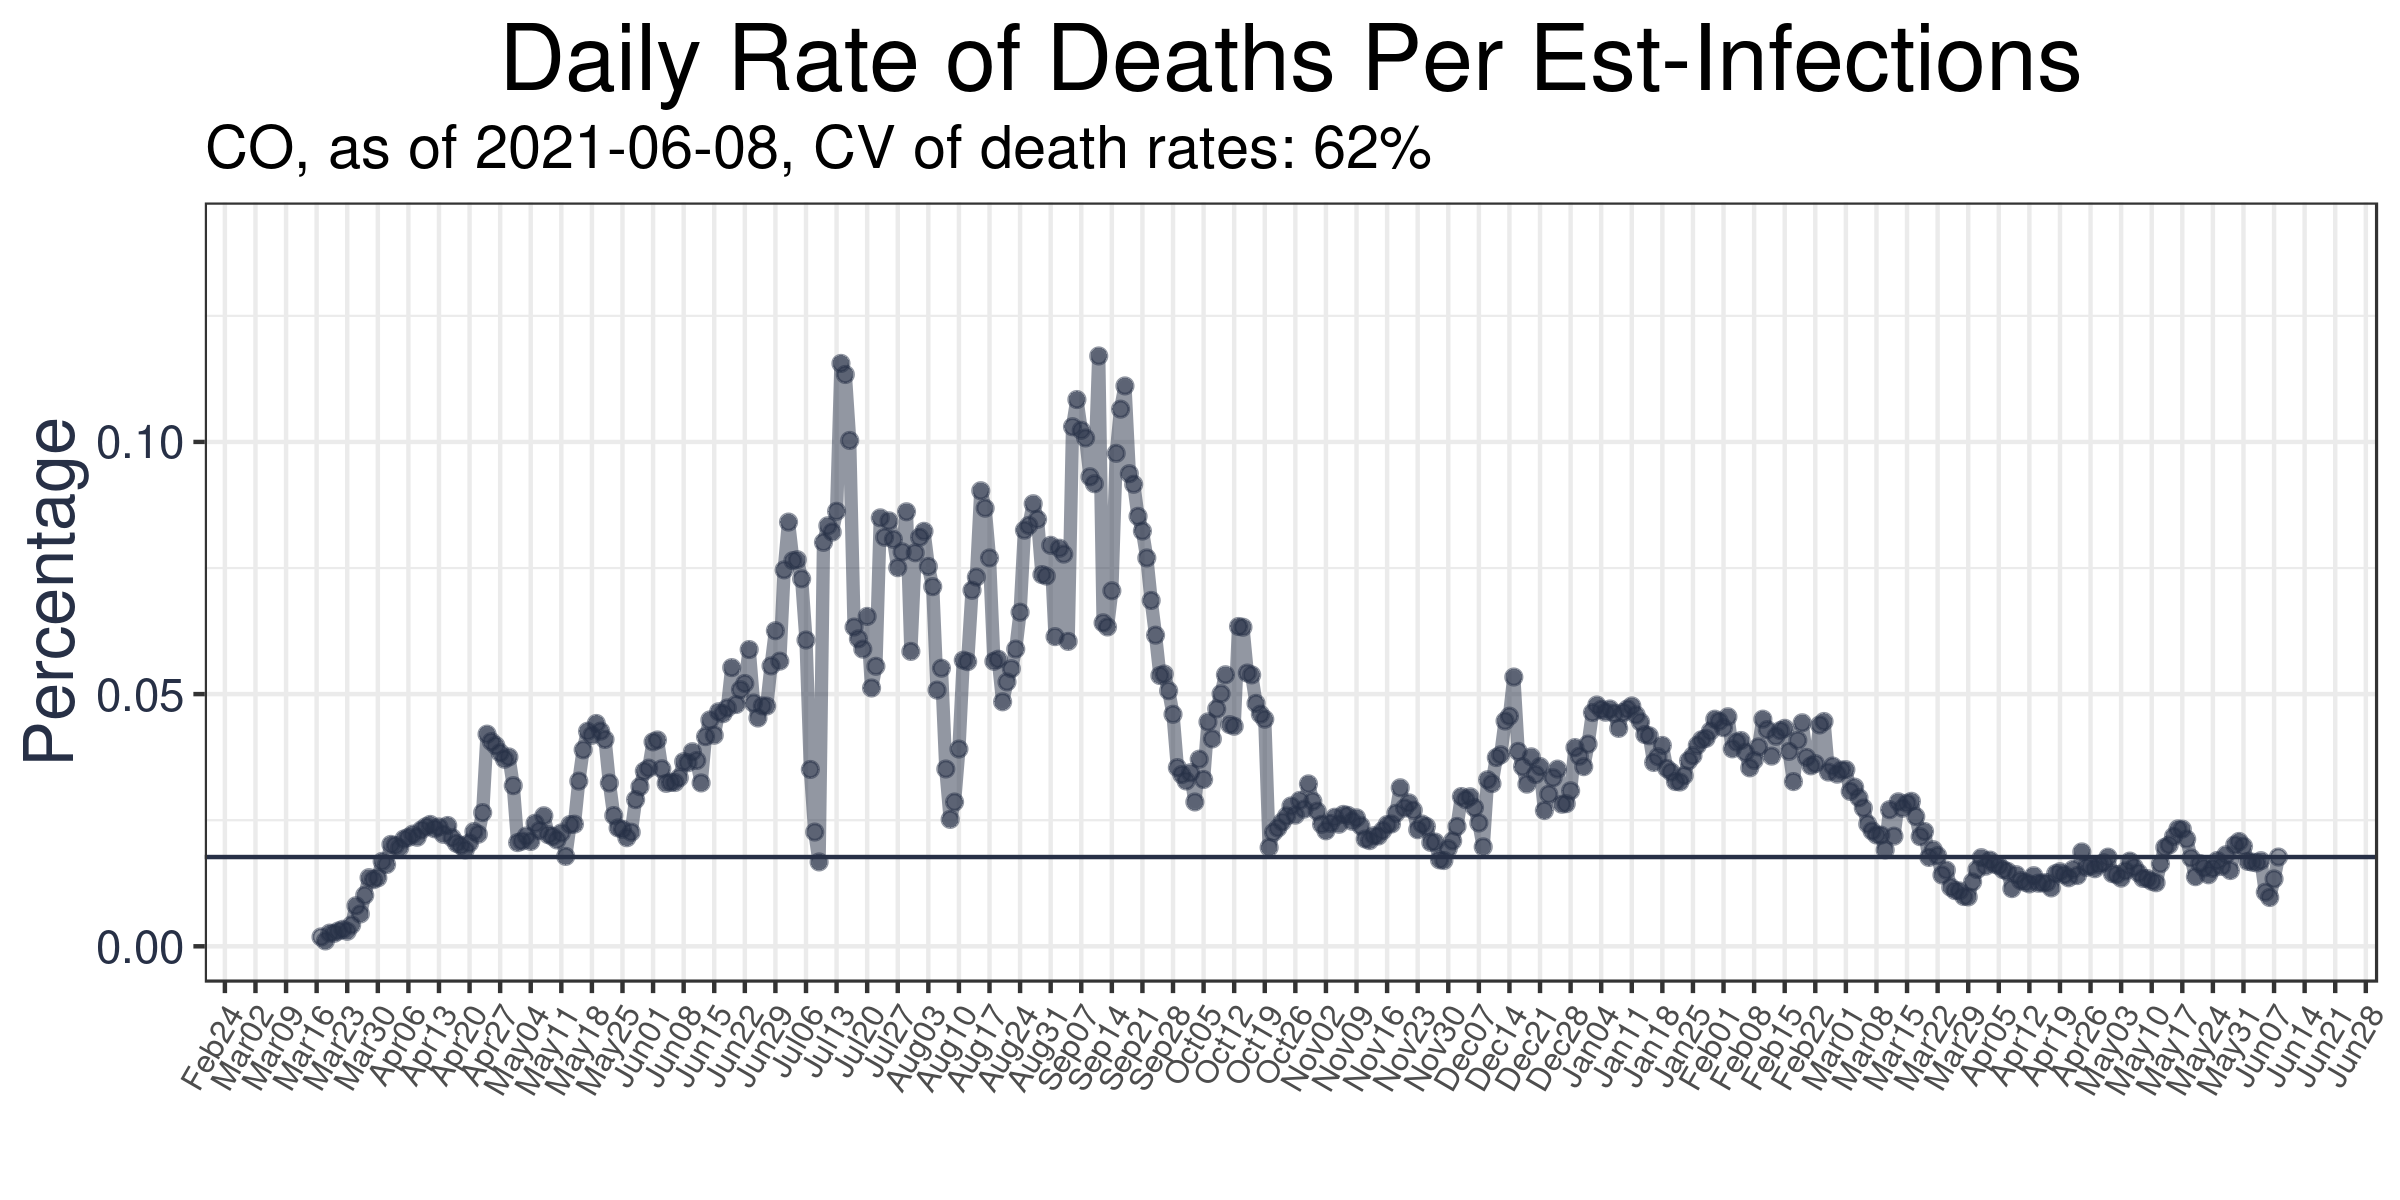 Daily Rate of Deaths Per Est-Infections
CO, as of 2021-06-08, CV of death rates: 62%
Percentage
0.10
0.05
0.00
Feb24 Mar02 Mar09 Mar16 Mar23 Mar30 Apr06 Apr13 Apr20 Apr27 May04 May11 May18 May25 Jun01 Jun08 Jun15 Jun22 Jun29 Jul06 Jul13 Jul20 Jul27 Aug03 Aug10 Aug17 Aug24 Aug31 Sep07 Sep14 Sep21 Sep28 Oct05 Oct12 Oct19 Oct26 Nov02 Nov09 Nov16 Nov23 Nov30 Dec07 Dec14 Dec21 Dec28 Jan04 Jan11 Jan18 Jan25 Feb01 Feb08 Feb15 Feb22 Mar01 Mar08 Mar15 Mar22 Mar29 Apr05 Apr12 Apr19 Apr26 May03 May10 May17 May24 May31 Jun07 Jun14 Jun21 Jun28